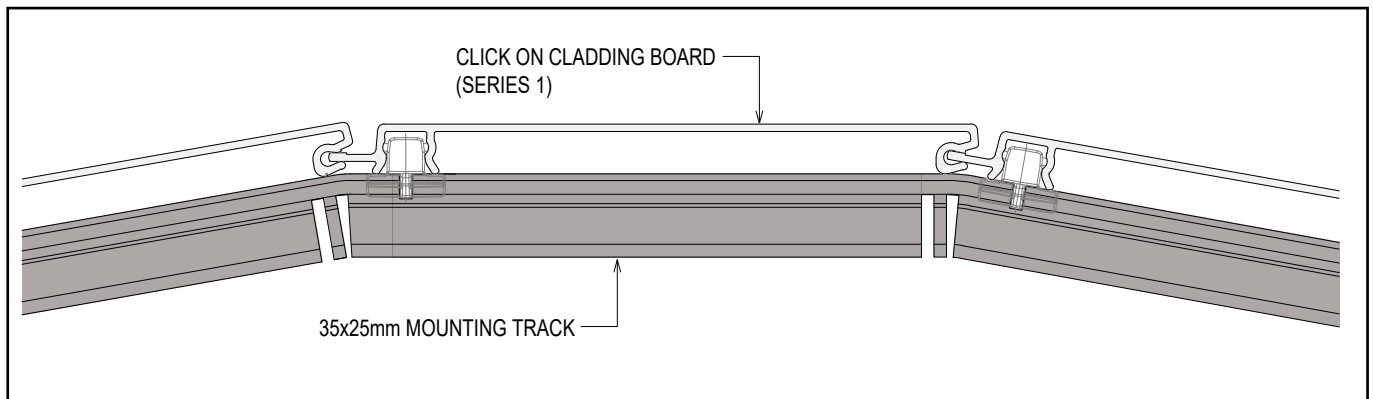 CLICK ON CLADDING BOARD
(SERIES 1)
35x25mm MOUNTING TRACK